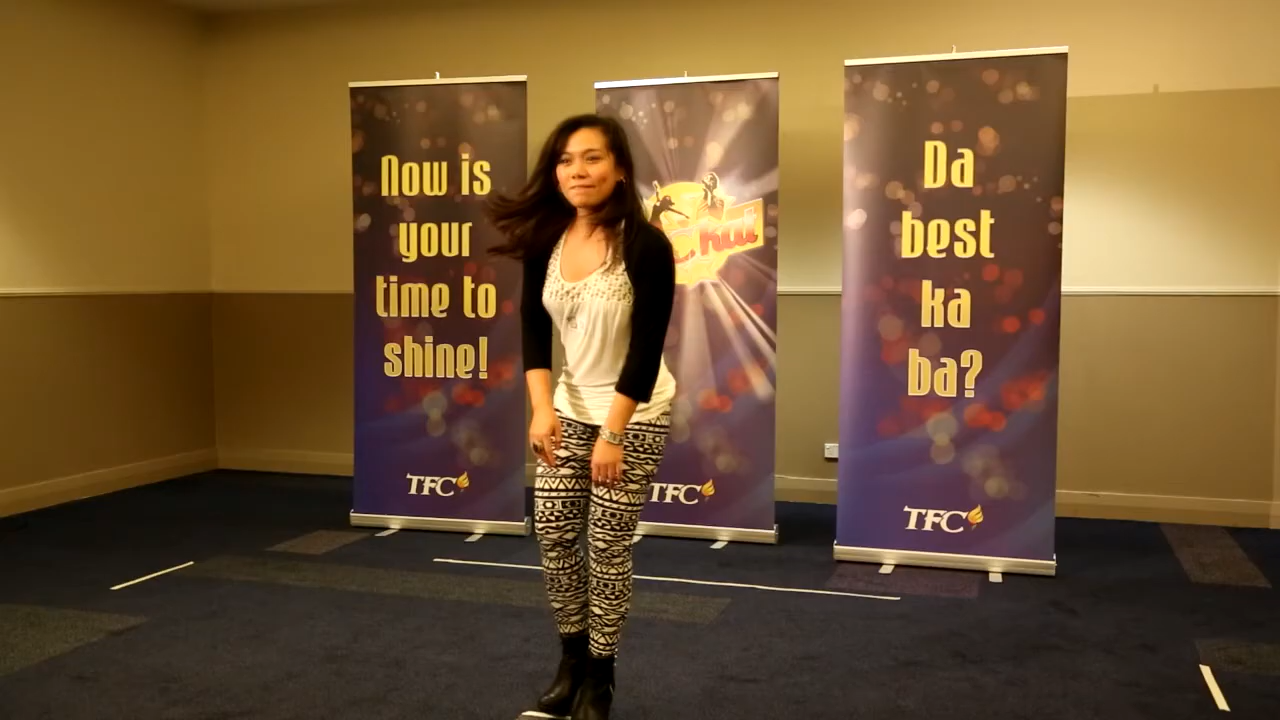 Now is
your
time to
shine!
TFC
TFC
Da
best
ka
ba?
TFC